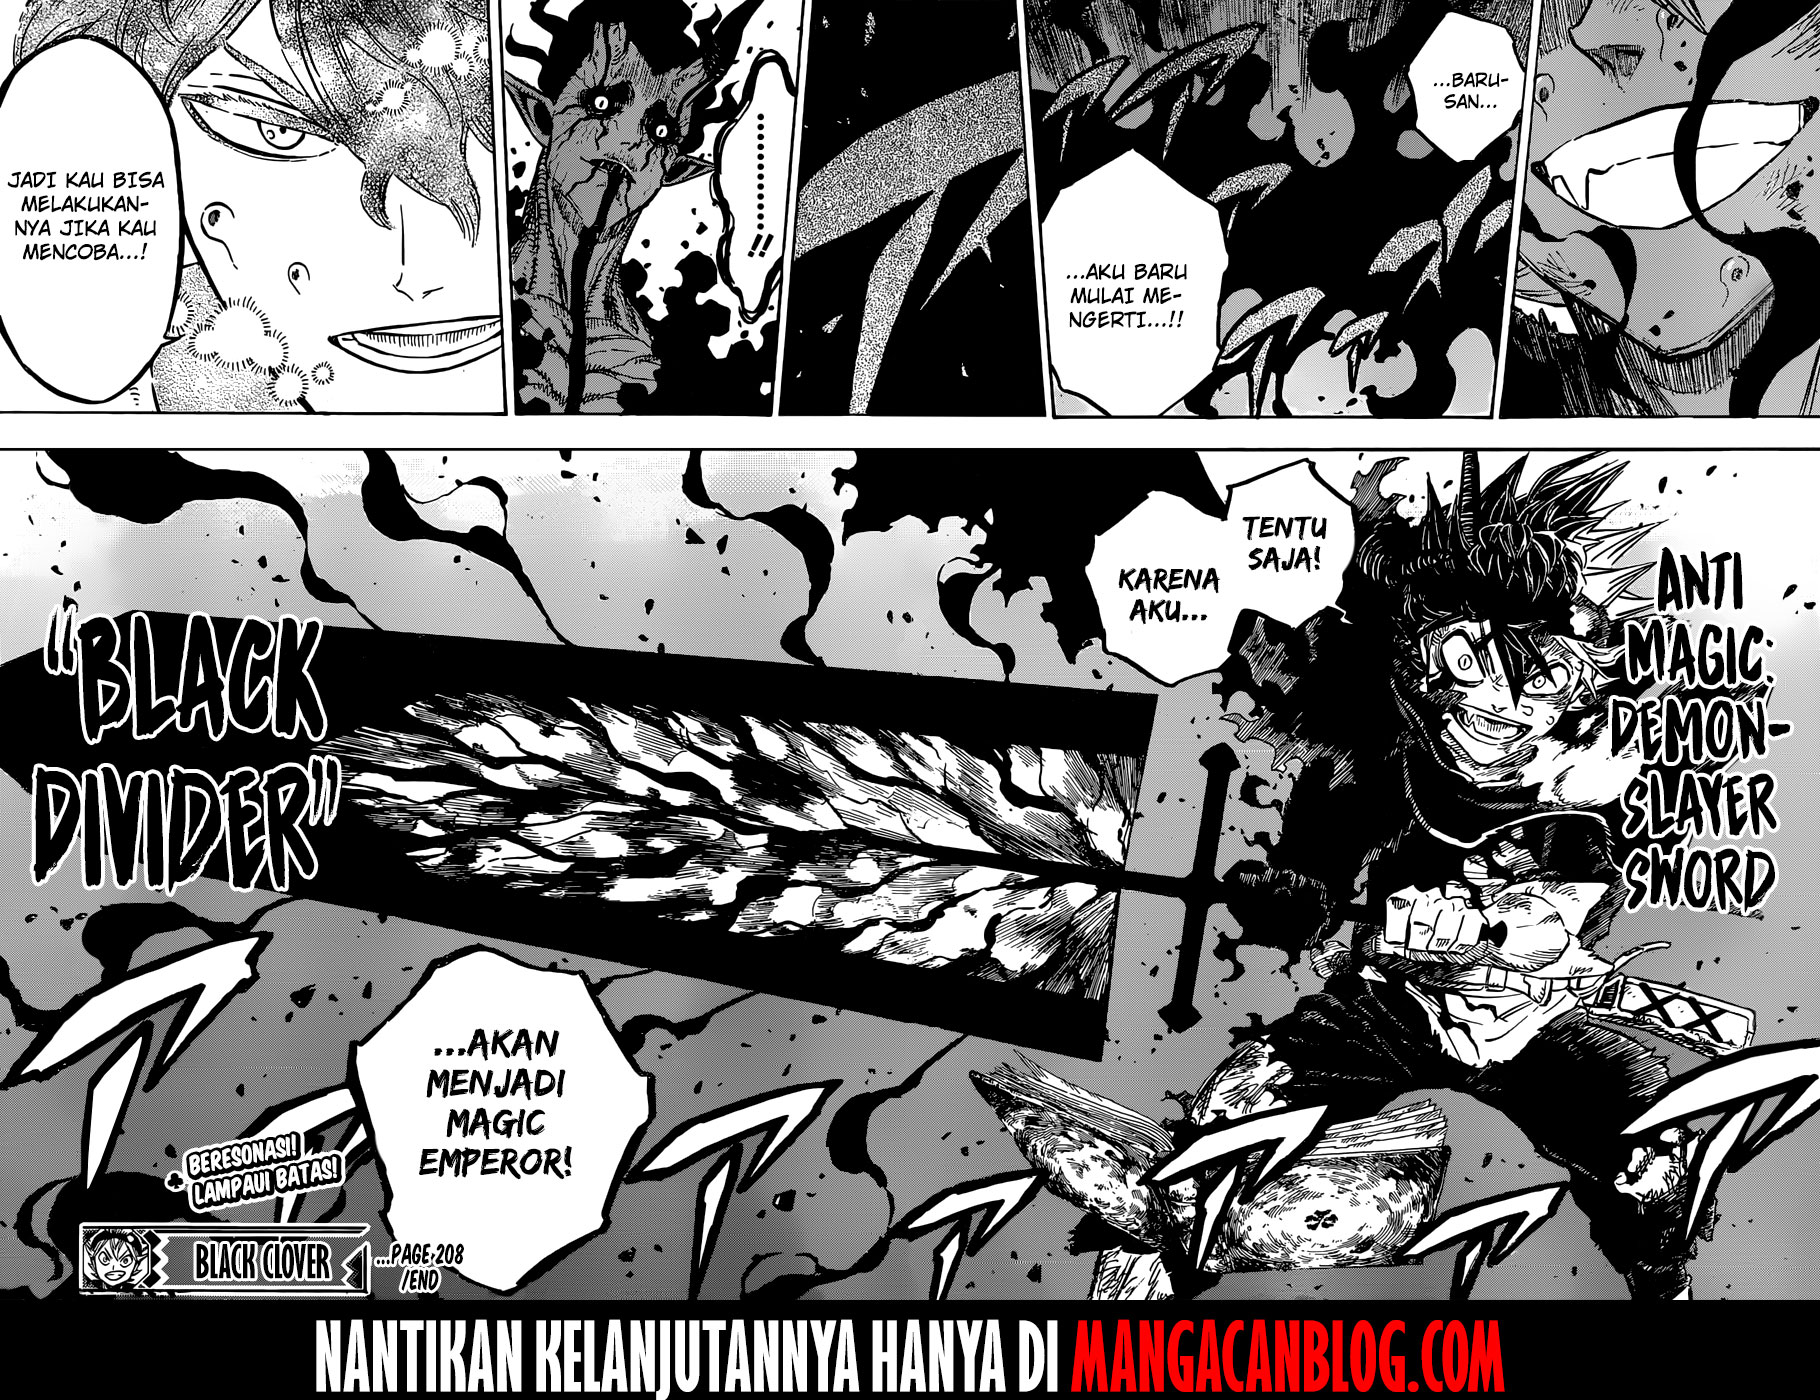 ...BARU-
SAN...
...AKU BARU
MULAI ME-
NGERTI...!!
..........!!
JADI KAU BISA
MELAKUKAN-
NYA JIKA KAU
MENCOBA...!
TENTU
SAJA!
KARENA
AKU...
ANTI
MAGIC:
DEMON-
SLAYER
SWORD
“BLACK
DIVIDER”
...AKAN
MENJADI
MAGIC
EMPEROR!
BERESONASI!
LAMPAUI BATAS!
BLACK CLOVER
...PAGE 208
/END
NANTIKAN KELANJUTANNYA HANYA DI MANGACANBLOG.COM